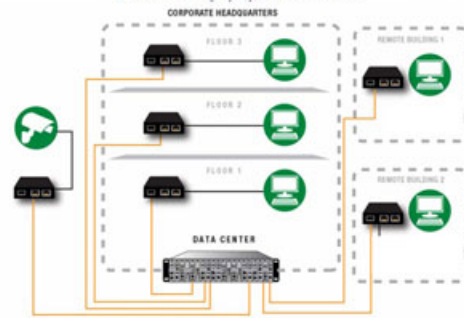 CORPORATE HEADQUARTERS
FLOOR 3
REMOTE BUILDING 1
FLOOR 2
FLOOR 1
REMOTE BUILDING 2
DATA CENTER